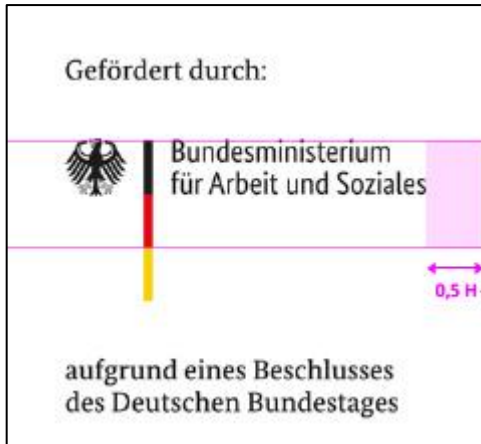 Gefördert durch:
Bundesministerium
für Arbeit und Soziales
0,5 H
aufgrund eines Beschlusses
des Deutschen Bundestages